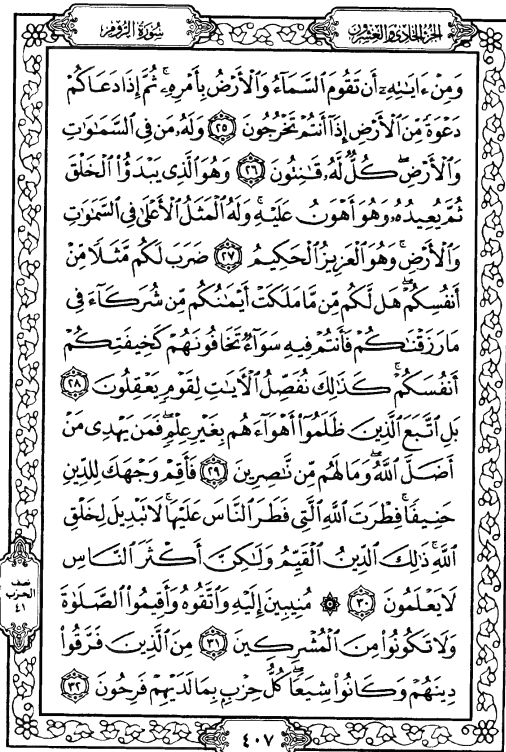 الجزء الحادي والعشرون
سورة الروم
وَمِنْ ءَايَٰتِهِۦٓ أَن تَقُومَ ٱلسَّمَآءُ وَٱلْأَرْضُ بِأَمْرِهِۦ ۚ ثُمَّ إِذَا دَعَاكُمْ
دَعْوَةً مِّنَ ٱلْأَرْضِ إِذَآ أَنتُمْ تَخْرُجُونَ ٢٥ وَلَهُۥ مَن فِى ٱلسَّمَٰوَٰتِ
وَٱلْأَرْضِ ۖ كُلٌّ لَّهُۥ قَٰنِتُونَ ٢٦ وَهُوَ ٱلَّذِى يَبْدَؤُا۟ ٱلْخَلْقَ
ثُمَّ يُعِيدُهُۥ وَهُوَ أَهْوَنُ عَلَيْهِ ۚ وَلَهُ ٱلْمَثَلُ ٱلْأَعْلَىٰ فِى ٱلسَّمَٰوَٰتِ
وَٱلْأَرْضِ ۚ وَهُوَ ٱلْعَزِيزُ ٱلْحَكِيمُ ٢٧ ضَرَبَ لَكُم مَّثَلًا مِّنْ
أَنفُسِكُمْ ۖ هَل لَّكُم مِّن مَّا مَلَكَتْ أَيْمَٰنُكُم مِّن شُرَكَآءَ فِى
مَا رَزَقْنَٰكُمْ فَأَنتُمْ فِيهِ سَوَآءٌ تَخَافُونَهُمْ كَخِيفَتِكُمْ
أَنفُسَكُمْ ۚ كَذَٰلِكَ نُفَصِّلُ ٱلْءَايَٰتِ لِقَوْمٍ يَعْقِلُونَ ٢٨
بَلِ ٱتَّبَعَ ٱلَّذِينَ ظَلَمُوٓا۟ أَهْوَآءَهُم بِغَيْرِ عِلْمٍ ۖ فَمَن يَهْدِى مَنْ
أَضَلَّ ٱللَّهُ ۖ وَمَا لَهُم مِّن نَّٰصِرِينَ ٢٩ فَأَقِمْ وَجْهَكَ لِلدِّينِ
حَنِيفًا ۚ فِطْرَتَ ٱللَّهِ ٱلَّتِى فَطَرَ ٱلنَّاسَ عَلَيْهَا ۚ لَا تَبْدِيلَ لِخَلْقِ
ٱللَّهِ ۚ ذَٰلِكَ ٱلدِّينُ ٱلْقَيِّمُ وَلَٰكِنَّ أَكْثَرَ ٱلنَّاسِ
لَا يَعْلَمُونَ ٣٠ ۞ مُنِيبِينَ إِلَيْهِ وَٱتَّقُوهُ وَأَقِيمُوا۟ ٱلصَّلَوٰةَ
وَلَا تَكُونُوا۟ مِنَ ٱلْمُشْرِكِينَ ٣١ مِنَ ٱلَّذِينَ فَرَّقُوا۟
دِينَهُمْ وَكَانُوا۟ شِيَعًا ۖ كُلُّ حِزْبٍۭ بِمَا لَدَيْهِمْ فَرِحُونَ ٣٢
نصف
الحزب
٤١
٤٠٧